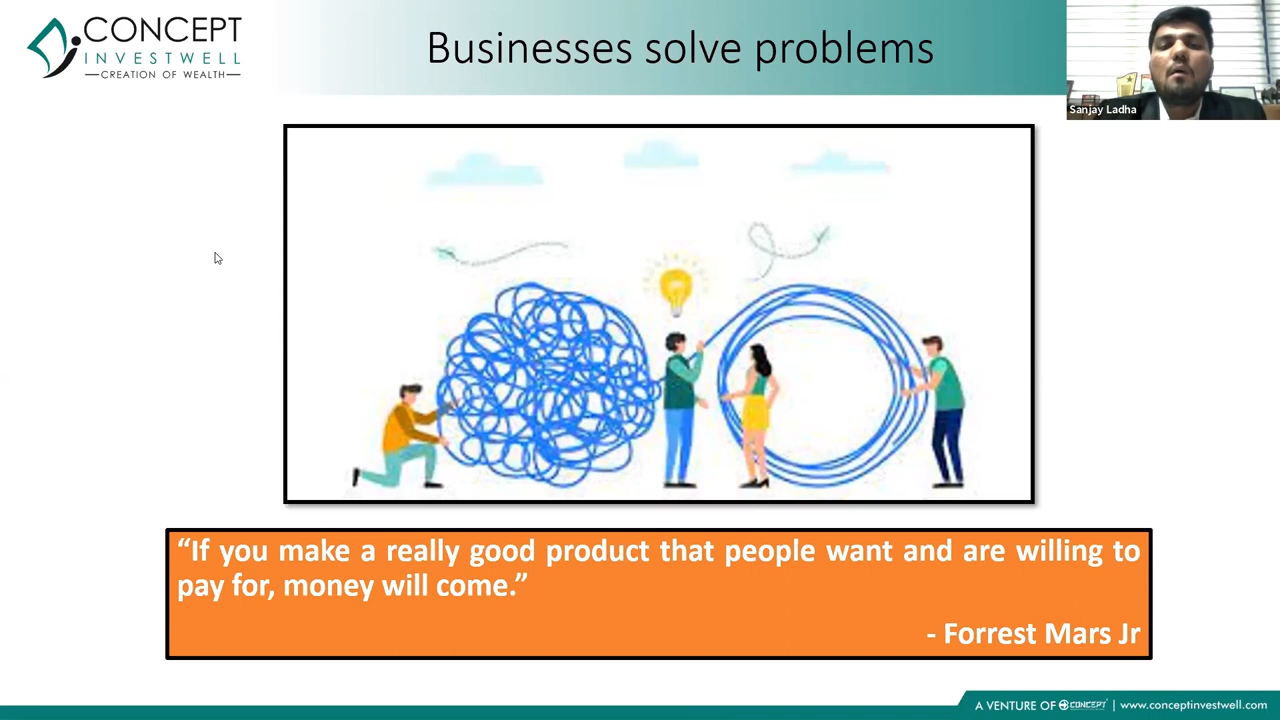 CONCEPT
INVESTWELL
CREATION OF WEALTH
Businesses solve problems
Sanjay Ladha
“If you make a really good product that people want and are willing to
pay for, money will come.”
- Forrest Mars Jr
A VENTURE OF CONCEPT | www.conceptinvestwell.com